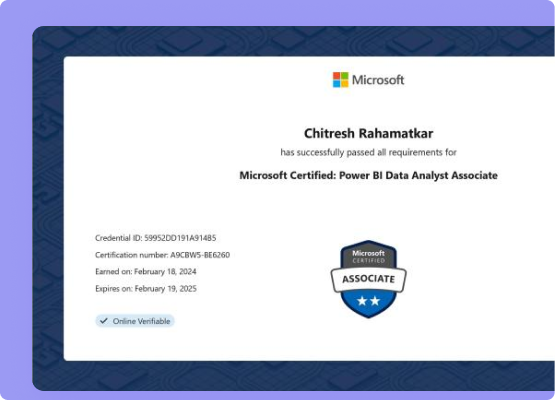 Microsoft
Chitresh Rahamatkar
has successfully passed all requirements for
Microsoft Certified: Power BI Data Analyst Associate
Credential ID: 59952DD191A91485
Certification number: A9CBW5-BE6260
Earned on: February 18, 2024
Expires on: February 19, 2025
Online Verifiable
Microsoft
CERTIFIED
ASSOCIATE